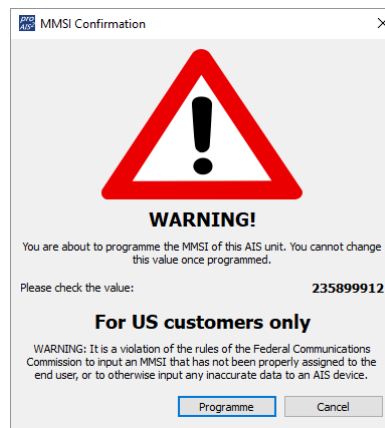 pro
AIS²
MMSI Confirmation
WARNING!
You are about to programme the MMSI of this AIS unit. You cannot change
this value once programmed.
Please check the value:
235899912
For US customers only
WARNING: It is a violation of the rules of the Federal Communications
Commission to input an MMSI that has not been properly assigned to the
end user, or to otherwise input any inaccurate data to an AIS device.
Programme
Cancel